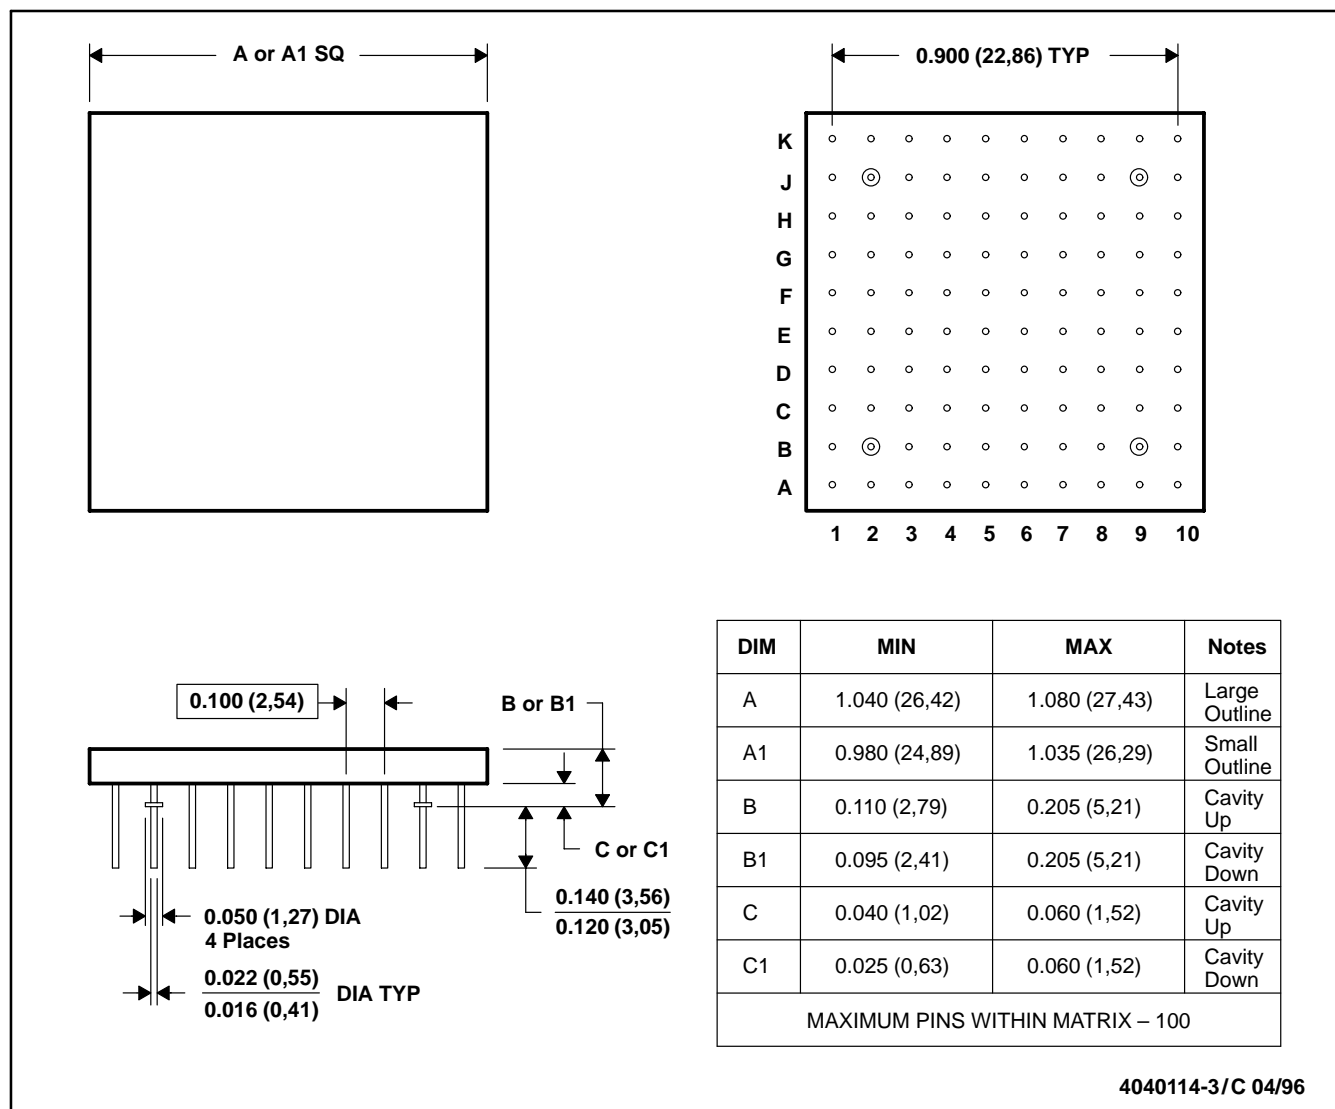 A or A1 SQ
0.900 (22,86) TYP
K
J
H
G
F
E
D
C
B
A
1 2 3 4 5 6 7 8 9 10
0.100 (2,54)
B or B1
C or C1
0.140 (3,56)
0.120 (3,05)
0.050 (1,27) DIA
4 Places
0.022 (0,55)
0.016 (0,41)
DIA TYP
DIM MIN MAX Notes
A 1.040 (26,42) 1.080 (27,43) Large Outline
A1 0.980 (24,89) 1.035 (26,29) Small Outline
B 0.110 (2,79) 0.205 (5,21) Cavity Up
B1 0.095 (2,41) 0.205 (5,21) Cavity Down
C 0.040 (1,02) 0.060 (1,52) Cavity Up
C1 0.025 (0,63) 0.060 (1,52) Cavity Down
MAXIMUM PINS WITHIN MATRIX – 100
4040114-3/C 04/96